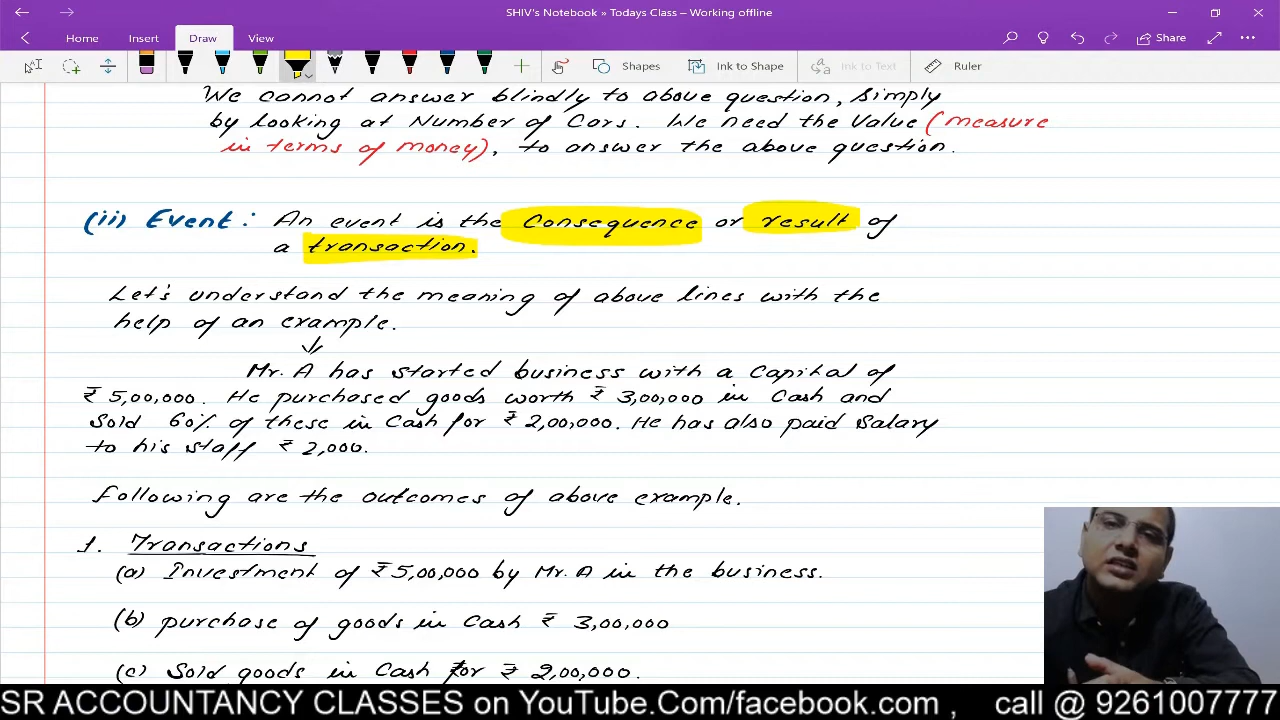 SHIV's Notebook » Todays Class – Working offline
Home Insert Draw View
Share
Shapes Ink to Shape Ink to Text Ruler
We cannot answer blindly to above question, simply
by looking at Number of Cars. We need the Value (measure
in terms of money), to answer the above question.
(ii) Event: An event is the Consequence or result of
a transaction.
Let's understand the meaning of above lines with the
help of an example.
Mr. A has started business with a Capital of
₹ 5,00,000. He purchased goods worth ₹ 3,00,000 in Cash and
Sold 60% of these in Cash for ₹ 2,00,000. He has also paid Salary
to his staff ₹ 2,000.
Following are the outcomes of above example.
1. Transactions
(a) Investment of ₹ 5,00,000 by Mr. A in the business.
(b) purchase of goods in Cash ₹ 3,00,000
(c) Sold goods in Cash for ₹ 2,00,000.
SR ACCOUNTANCY CLASSES on YouTube.Com/facebook.com , call @ 9261007777